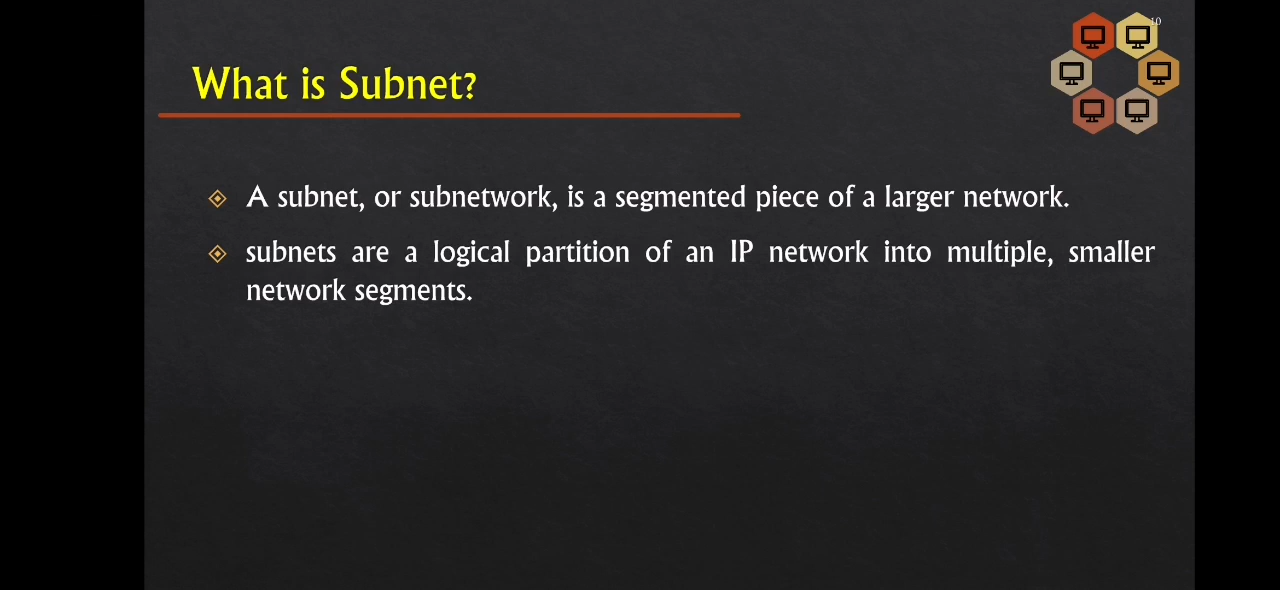 10
What is Subnet?
A subnet, or subnetwork, is a segmented piece of a larger network.
subnets are a logical partition of an IP network into multiple, smaller
network segments.